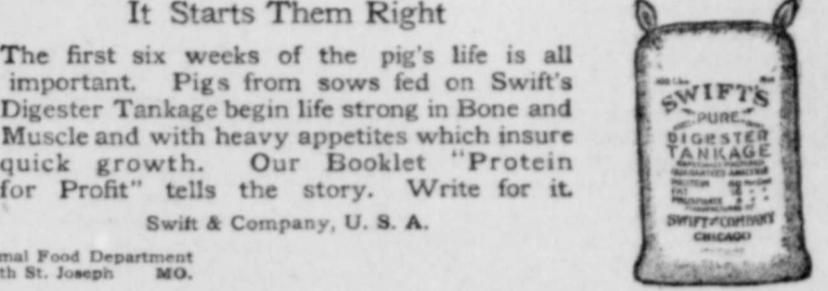 It Starts Them Right
The first six weeks of the pig's life is all
important. Pigs from sows fed on Swift's
Digester Tankage begin life strong in Bone and
Muscle and with heavy appetites which insure
quick growth. Our Booklet "Protein
for Profit" tells the story. Write for it.
Swift & Company, U. S. A.
mal Food Department
th St. Joseph MO.
SWIFT'S
PURE
DIGESTER
TANKAGE
PROTEIN
FAT
PHOSPHATE
SWIFT & COMPANY
CHICAGO